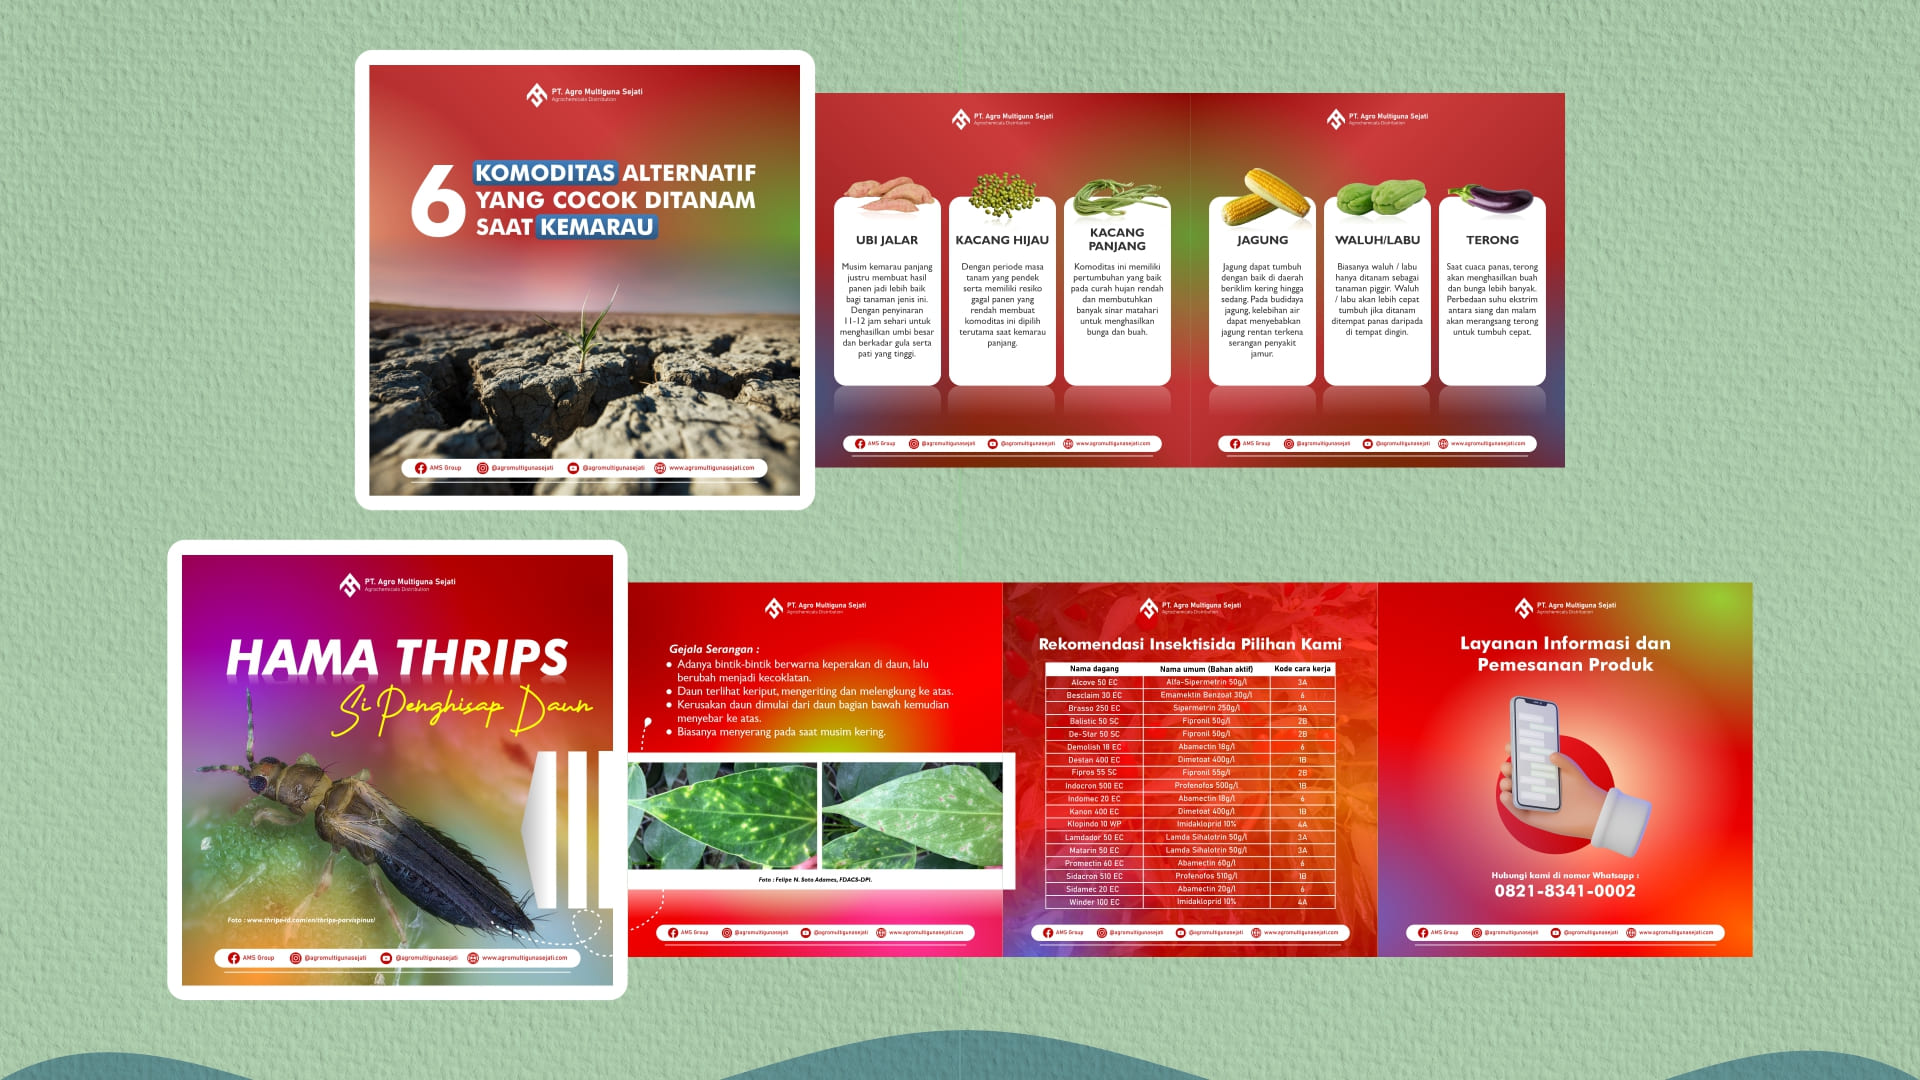 PT. Agro Multiguna Sejati
Agrochemicals Distribution
6
KOMODITAS ALTERNATIF
YANG COCOK DITANAM
SAAT KEMARAU
AMS Group
@agromultigunasejati
@agromultigunasejati
www.agromultigunasejati.com
PT. Agro Multiguna Sejati
Agrochemicals Distribution
UBI JALAR
Musim kemarau panjang
justru membuat hasil
panen jadi lebih baik
bagi tanaman jenis ini.
Dengan penyinaran
11-12 jam sehari untuk
menghasilkan umbi besar
dan berkadar gula serta
pati yang tinggi.
KACANG HIJAU
Dengan periode masa
tanam yang pendek
serta memiliki resiko
gagal panen yang
rendah membuat
komoditas ini dipilih
terutama saat kemarau
panjang.
KACANG
PANJANG
Komoditas ini memiliki
pertumbuhan yang baik
pada curah hujan rendah
dan membutuhkan
banyak sinar matahari
untuk menghasilkan
bunga dan buah.
AMS Group
@agromultigunasejati
@agromultigunasejati
www.agromultigunasejati.com
PT. Agro Multiguna Sejati
Agrochemicals Distribution
JAGUNG
Jagung dapat tumbuh
dengan baik di daerah
beriklim kering hingga
sedang. Pada budidaya
jagung, kelebihan air
dapat menyebabkan
jagung rentan terkena
serangan penyakit
jamur.
WALUH/LABU
Biasanya waluh / labu
hanya ditanam sebagai
tanaman piggir. Waluh
/ labu akan lebih cepat
tumbuh jika ditanam
ditempat panas daripada
di tempat dingin.
TERONG
Saat cuaca panas, terong
akan menghasilkan buah
dan bunga lebih banyak.
Perbedaan suhu ekstrim
antara siang dan malam
akan merangsang terong
untuk tumbuh cepat.
AMS Group
@agromultigunasejati
@agromultigunasejati
www.agromultigunasejati.com
PT. Agro Multiguna Sejati
Agrochemicals Distribution
HAMA THRIPS
Si Penghisap Daun
Foto : www.thrips-id.com/en/thrips-parvispinus/
AMS Group
@agromultigunasejati
@agromultigunasejati
www.agromultigunasejati.com
PT. Agro Multiguna Sejati
Agrochemicals Distribution
Gejala Serangan :
● Adanya bintik-bintik berwarna keperakan di daun, lalu
berubah menjadi kecoklatan.
● Daun terlihat keriput, mengeriting dan melengkung ke atas.
● Kerusakan daun dimulai dari daun bagian bawah kemudian
menyebar ke atas.
● Biasanya menyerang pada saat musim kering.
Foto : Felipe N. Soto Adames, FDACS-DPI.
AMS Group
@agromultigunasejati
@agromultigunasejati
www.agromultigunasejati.com
PT. Agro Multiguna Sejati
Agrochemicals Distribution
Rekomendasi Insektisida Pilihan Kami
Nama dagang Nama umum (Bahan aktif) Kode cara kerja
Alcove 50 EC Alfa-Sipermetrin 50g/l 3A
Besclaim 30 EC Emamektin Benzoat 30g/l 6
Brasso 250 EC Sipermetrin 250g/l 3A
Balistic 50 SC Fipronil 50g/l 2B
De-Star 50 SC Fipronil 50g/l 2B
Demolish 18 EC Abamectin 18g/l 6
Destan 400 EC Dimetoat 400g/l 1B
Fipros 55 SC Fipronil 55g/l 2B
Indocron 500 EC Profenofos 500g/l 1B
Indomec 20 EC Abamectin 18g/l 6
Kanon 400 EC Dimetoat 400g/l 1B
Klopindo 10 WP Imidakloprid 10% 4A
Lamdador 50 EC Lamda Sihalotrin 50g/l 3A
Matarin 50 EC Lamda Sihalotrin 50g/l 3A
Promectin 60 EC Abamectin 60g/l 6
Sidacron 510 EC Profenofos 510g/l 1B
Sidamec 20 EC Abamectin 20g/l 6
Winder 100 EC Imidakloprid 10% 4A
AMS Group
@agromultigunasejati
@agromultigunasejati
www.agromultigunasejati.com
PT. Agro Multiguna Sejati
Agrochemicals Distribution
Layanan Informasi dan
Pemesanan Produk
Hubungi kami di nomor Whatsapp :
0821-8341-0002
AMS Group
@agromultigunasejati
@agromultigunasejati
www.agromultigunasejati.com